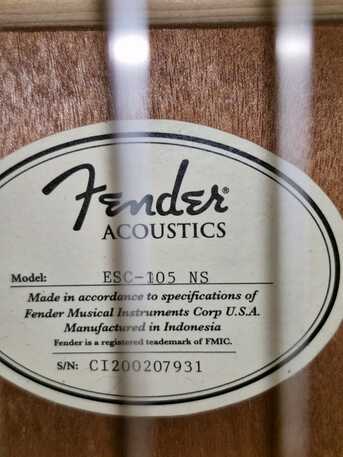 Fender®
ACOUSTICS
Model: ESC-105 NS
Made in accordance to specifications of
Fender Musical Instruments Corp U.S.A.
Manufactured in Indonesia
Fender is a registered trademark of FMIC.
S/N: CI200207931